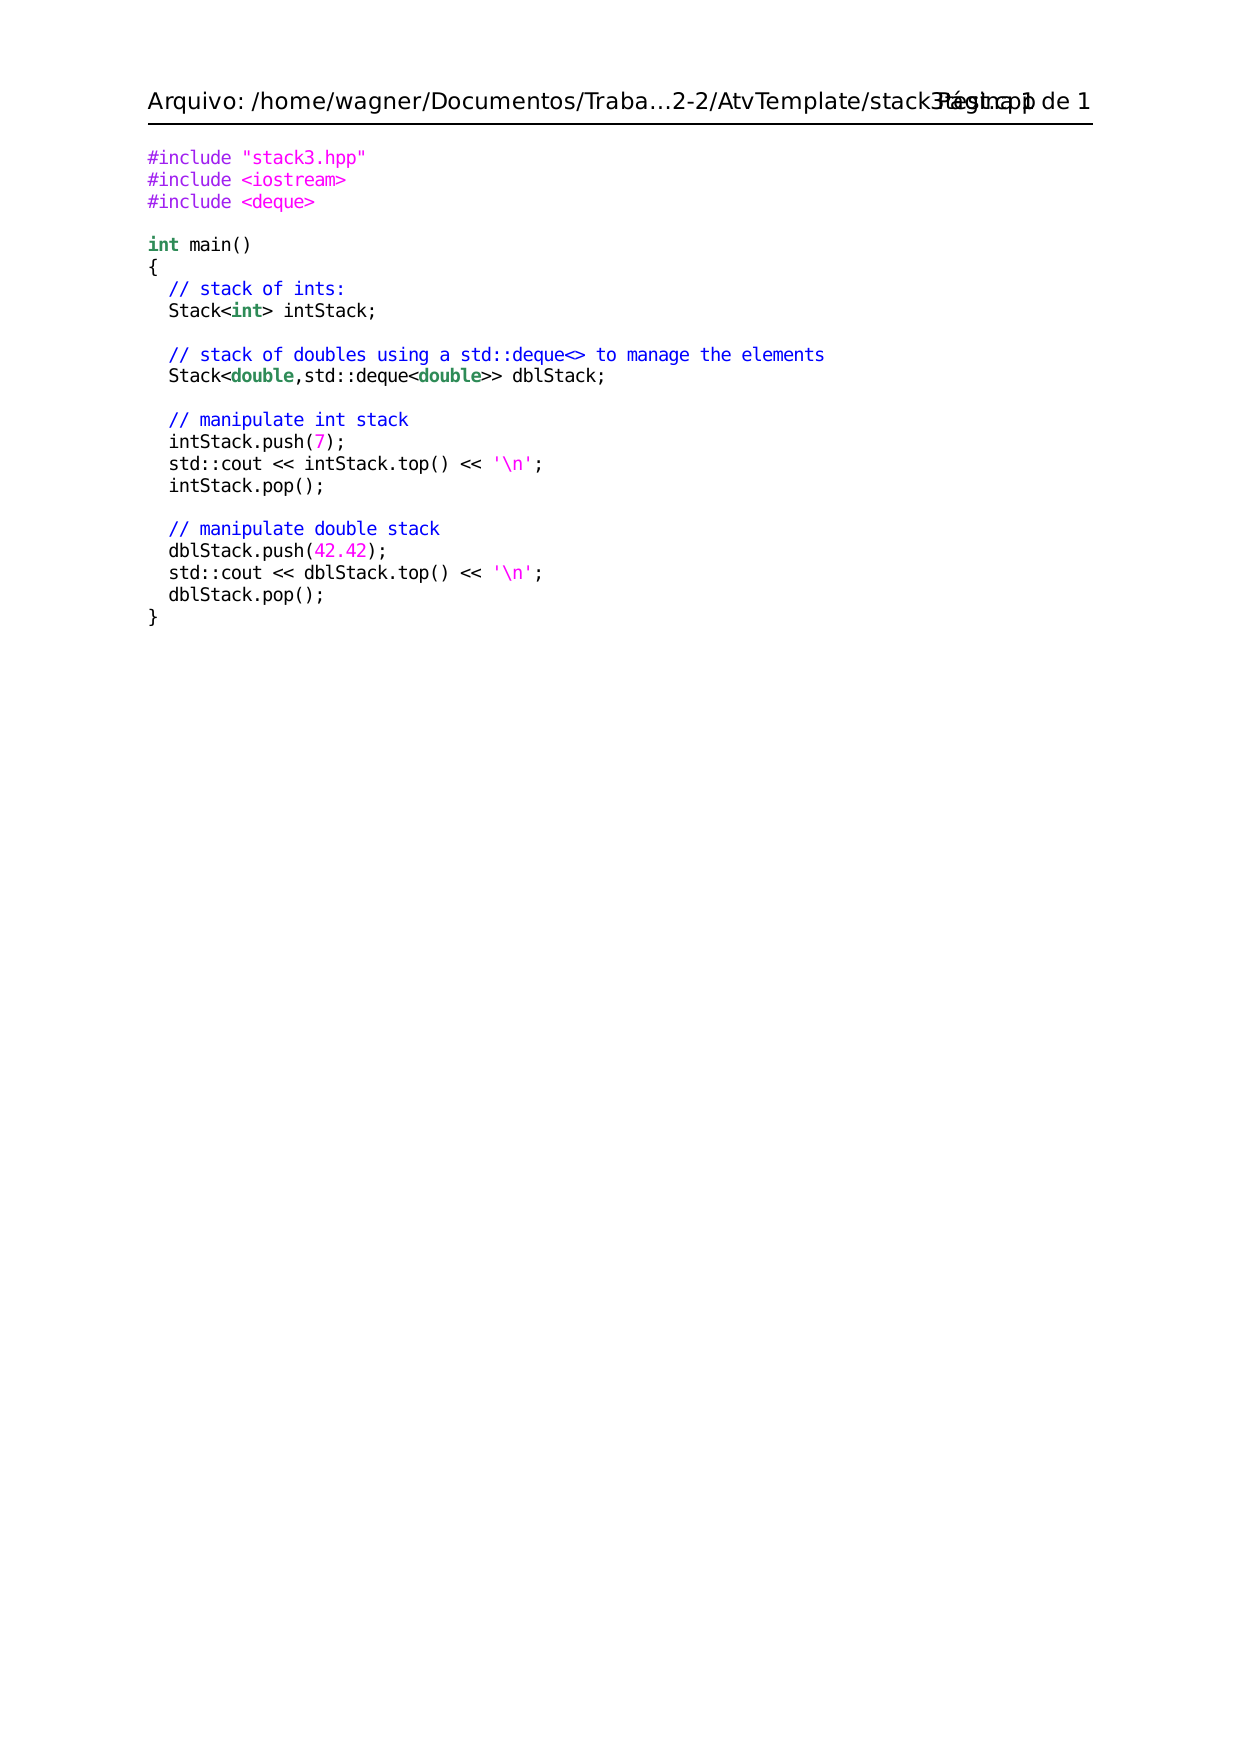 Arquivo: /home/wagner/Documentos/Traba…2-2/AtvTemplate/stack3test.cpp Página 1 de 1
#include "stack3.hpp"
#include <iostream>
#include <deque>
int main()
{
// stack of ints:
Stack<int> intStack;
// stack of doubles using a std::deque<> to manage the elements
Stack<double,std::deque<double>> dblStack;
// manipulate int stack
intStack.push(7);
std::cout << intStack.top() << '\n';
intStack.pop();
// manipulate double stack
dblStack.push(42.42);
std::cout << dblStack.top() << '\n';
dblStack.pop();
}